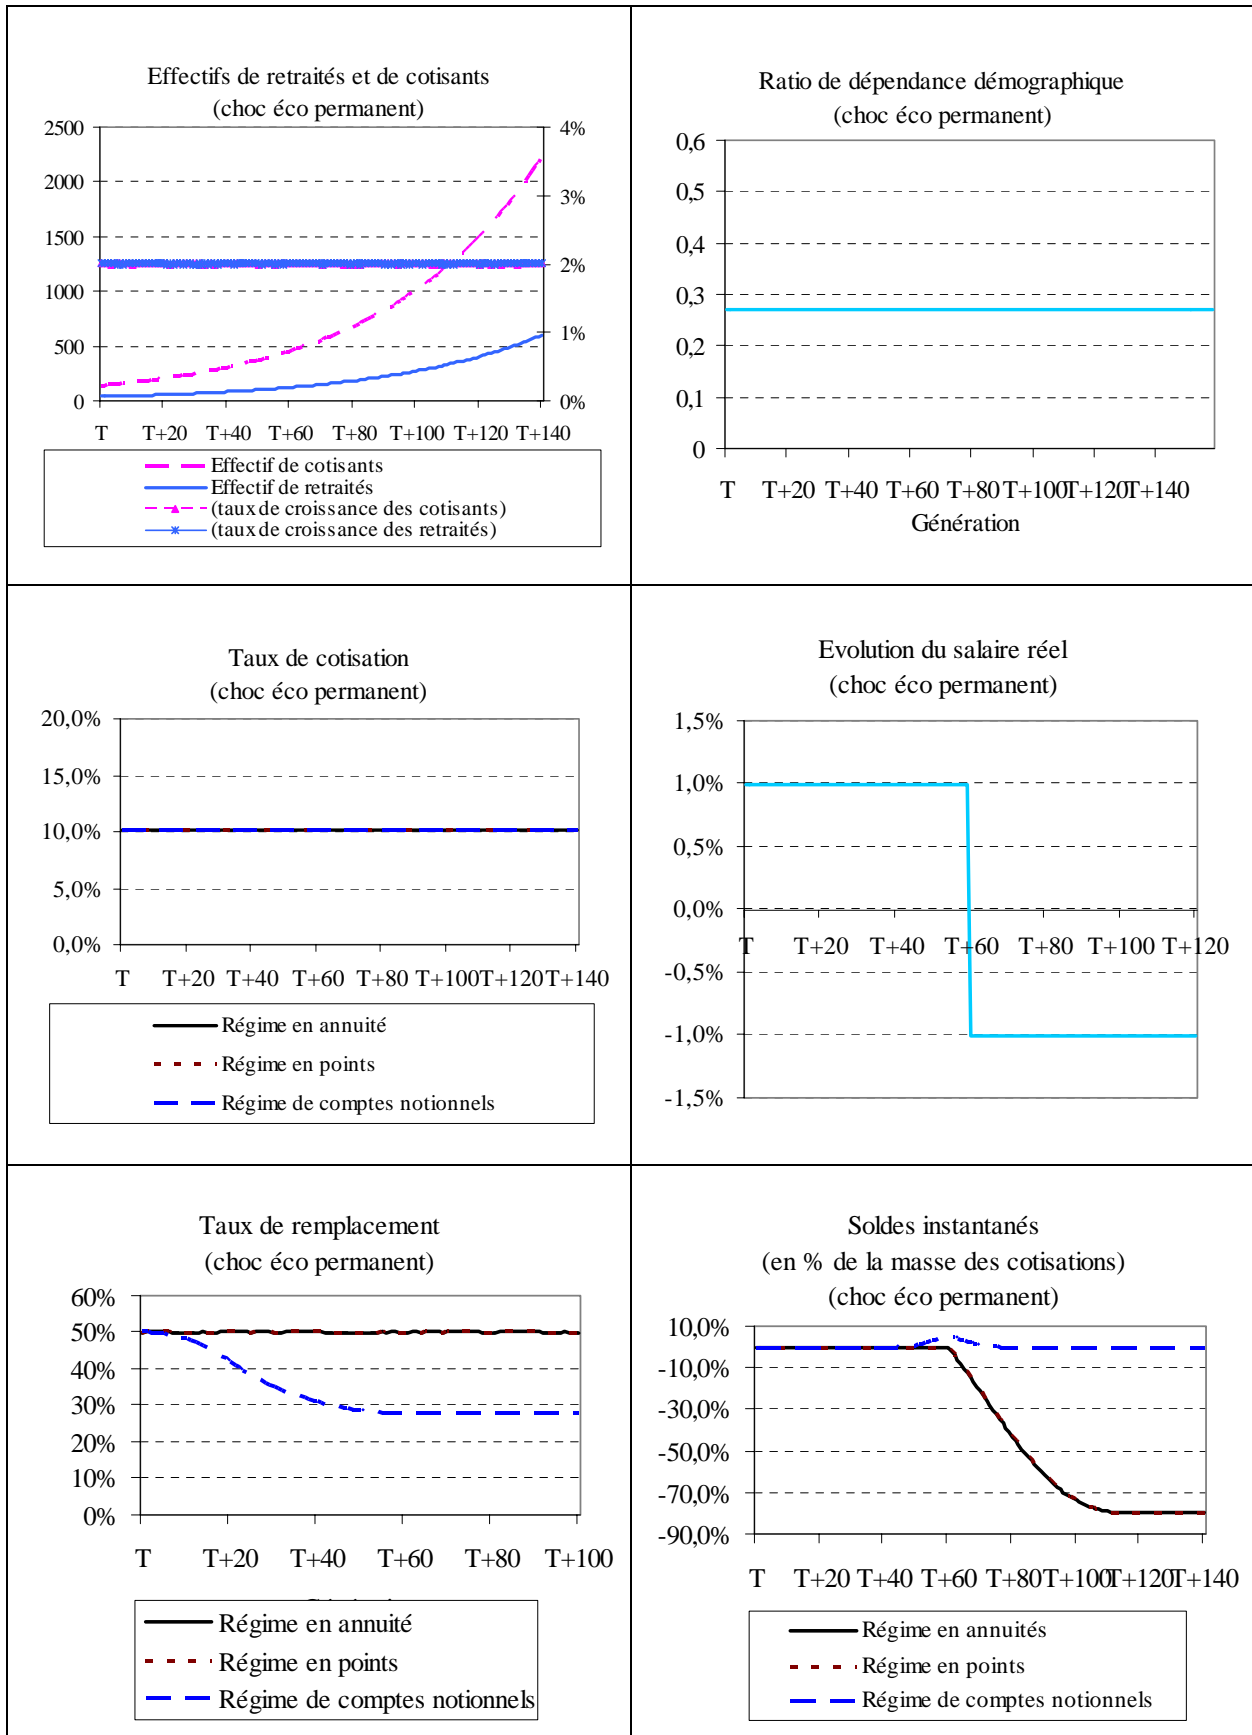 Effectifs de retraités et de cotisants
(choc éco permanent)
2500
2000
1500
1000
500
0
4%
3%
2%
1%
0%
T T+20 T+40 T+60 T+80 T+100 T+120 T+140
Effectif de cotisants
Effectif de retraités
(taux de croissance des cotisants)
(taux de croissance des retraités)
Ratio de dépendance démographique
(choc éco permanent)
0,6
0,5
0,4
0,3
0,2
0,1
0
T T+20 T+40 T+60 T+80 T+100 T+120 T+140
Génération
Taux de cotisation
(choc éco permanent)
20,0%
15,0%
10,0%
5,0%
0,0%
T T+20 T+40 T+60 T+80 T+100 T+120 T+140
Régime en annuité
Régime en points
Régime de comptes notionnels
Evolution du salaire réel
(choc éco permanent)
1,5%
1,0%
0,5%
0,0%
-0,5%
-1,0%
-1,5%
T T+20 T+40 T+60 T+80 T+100 T+120
Taux de remplacement
(choc éco permanent)
60%
50%
40%
30%
20%
10%
0%
T T+20 T+40 T+60 T+80 T+100
Régime en annuité
Régime en points
Régime de comptes notionnels
Soldes instantanés
(en % de la masse des cotisations)
(choc éco permanent)
10,0%
-10,0%
-30,0%
-50,0%
-70,0%
-90,0%
T T+20 T+40 T+60 T+80 T+100 T+120 T+140
Régime en annuités
Régime en points
Régime de comptes notionnels